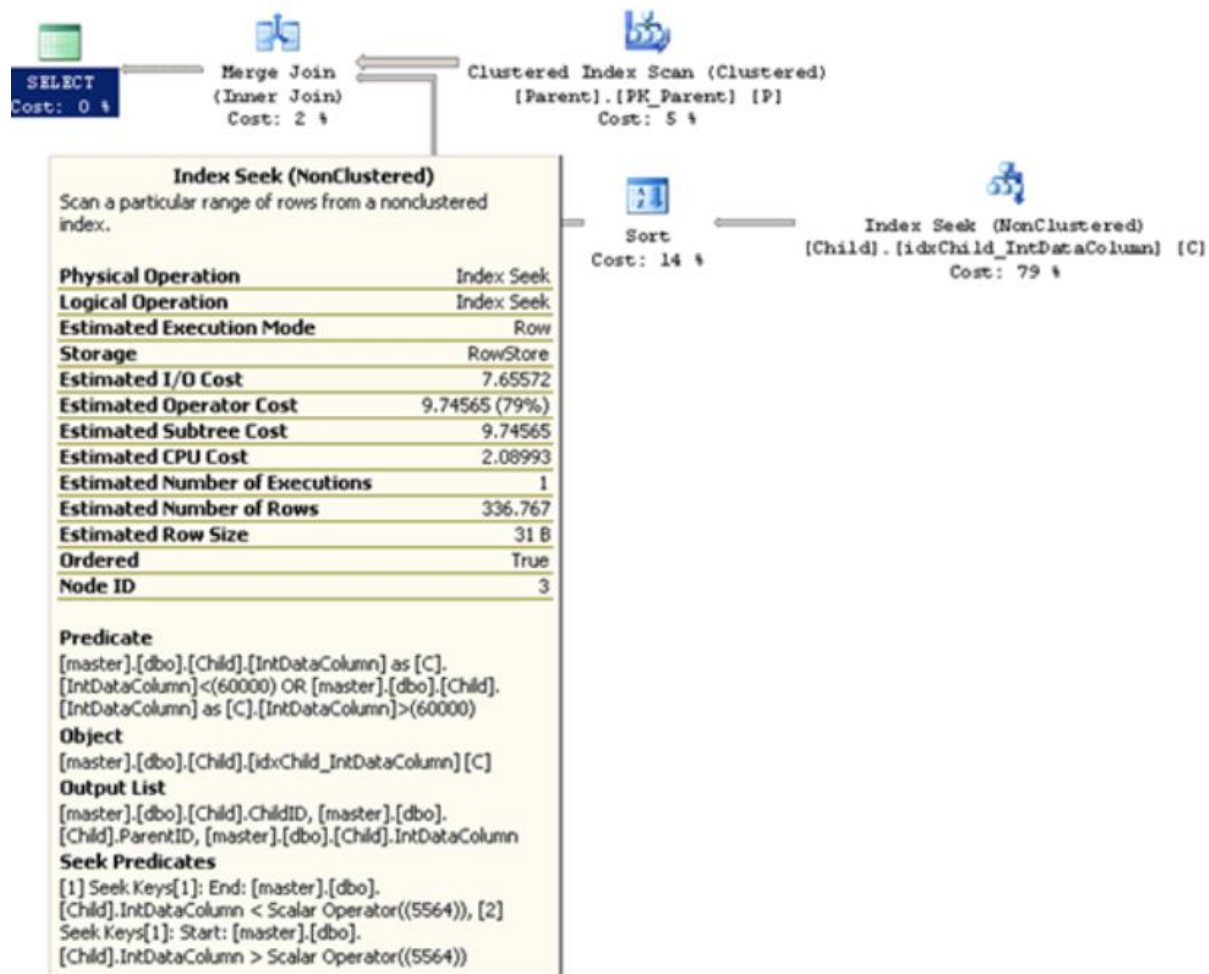 SELECT
Cost: 0 %
Merge Join
(Inner Join)
Cost: 2 %
Clustered Index Scan (Clustered)
[Parent].[PK_Parent] [P]
Cost: 5 %
Sort
Cost: 14 %
Index Seek (NonClustered)
[Child].[idxChild_IntDataColumn] [C]
Cost: 79 %
Index Seek (NonClustered)
Scan a particular range of rows from a nonclustered
index.
Physical Operation Index Seek
Logical Operation Index Seek
Estimated Execution Mode Row
Storage RowStore
Estimated I/O Cost 7.65572
Estimated Operator Cost 9.74565 (79%)
Estimated Subtree Cost 9.74565
Estimated CPU Cost 2.08993
Estimated Number of Executions 1
Estimated Number of Rows 336.767
Estimated Row Size 31 B
Ordered True
Node ID 3
Predicate
[master].[dbo].[Child].[IntDataColumn] as [C].
[IntDataColumn]<(60000) OR [master].[dbo].[Child].
[IntDataColumn] as [C].[IntDataColumn]>(60000)
Object
[master].[dbo].[Child].[idxChild_IntDataColumn] [C]
Output List
[master].[dbo].[Child].ChildID, [master].[dbo].
[Child].ParentID, [master].[dbo].[Child].IntDataColumn
Seek Predicates
[1] Seek Keys[1]: End: [master].[dbo].
[Child].IntDataColumn < Scalar Operator((5564)), [2]
Seek Keys[1]: Start: [master].[dbo].
[Child].IntDataColumn > Scalar Operator((5564))